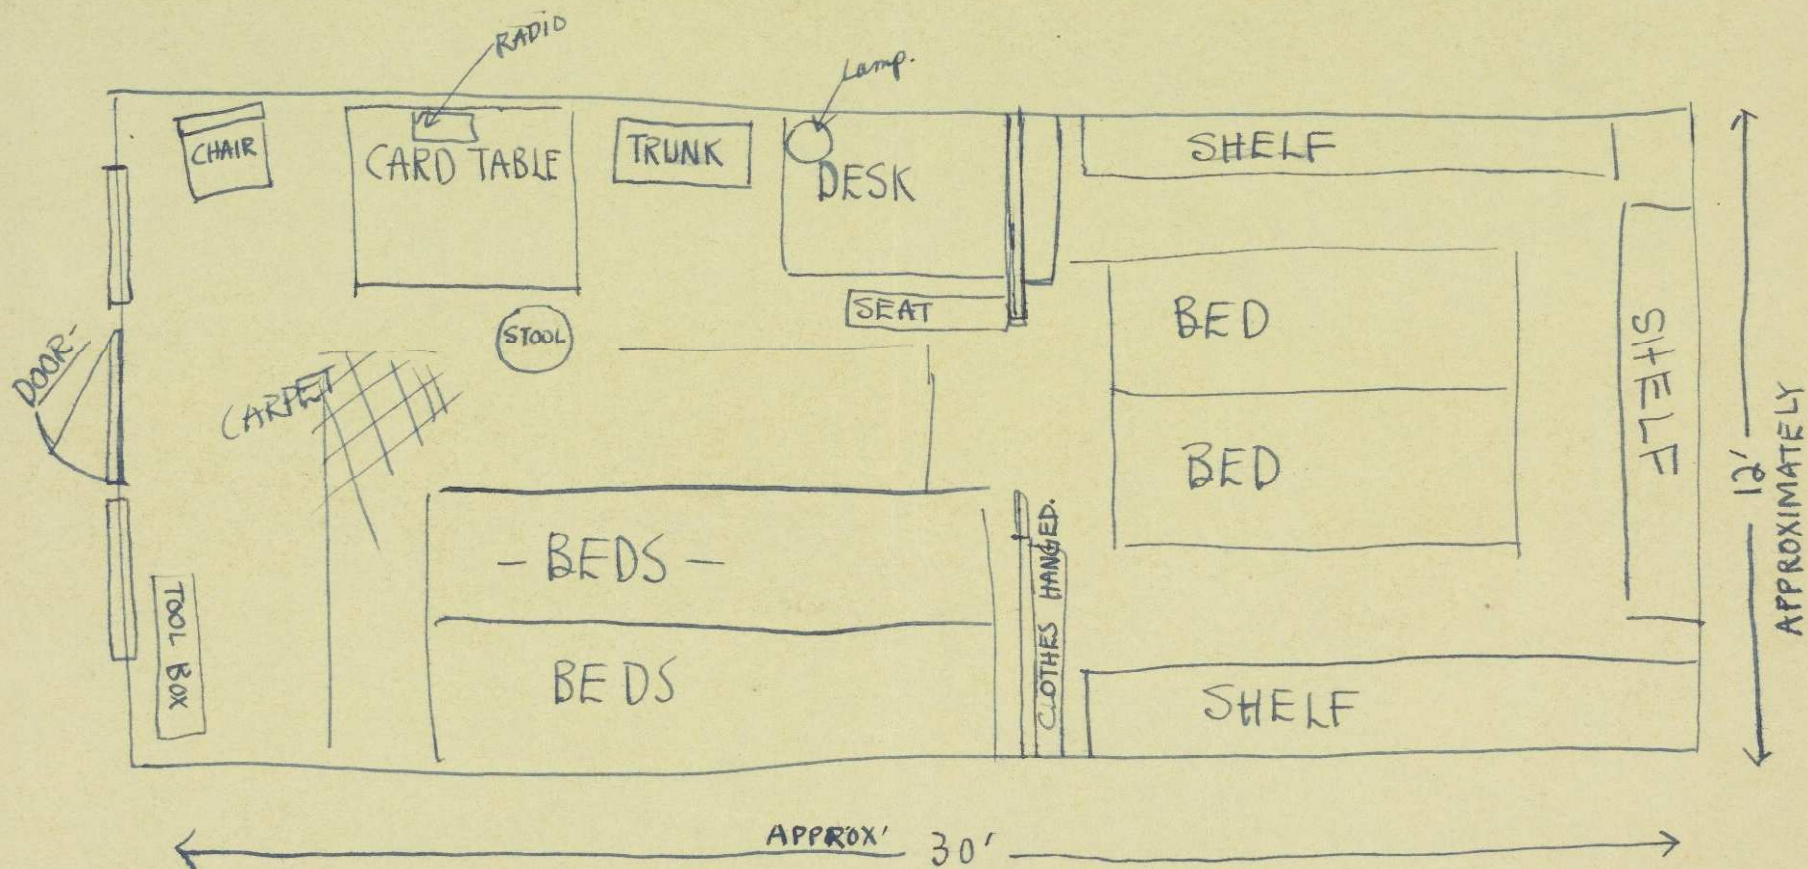 RADIO
Lamp.
CHAIR
CARD TABLE
TRUNK
DESK
SHELF
SEAT
STOOL
BED
SHELF
DOOR-
CARPET
BED
12'
APPROXIMATELY
- BEDS -
CLOTHES HANGED.
TOOL BOX
BEDS
SHELF
APPROX' 30'